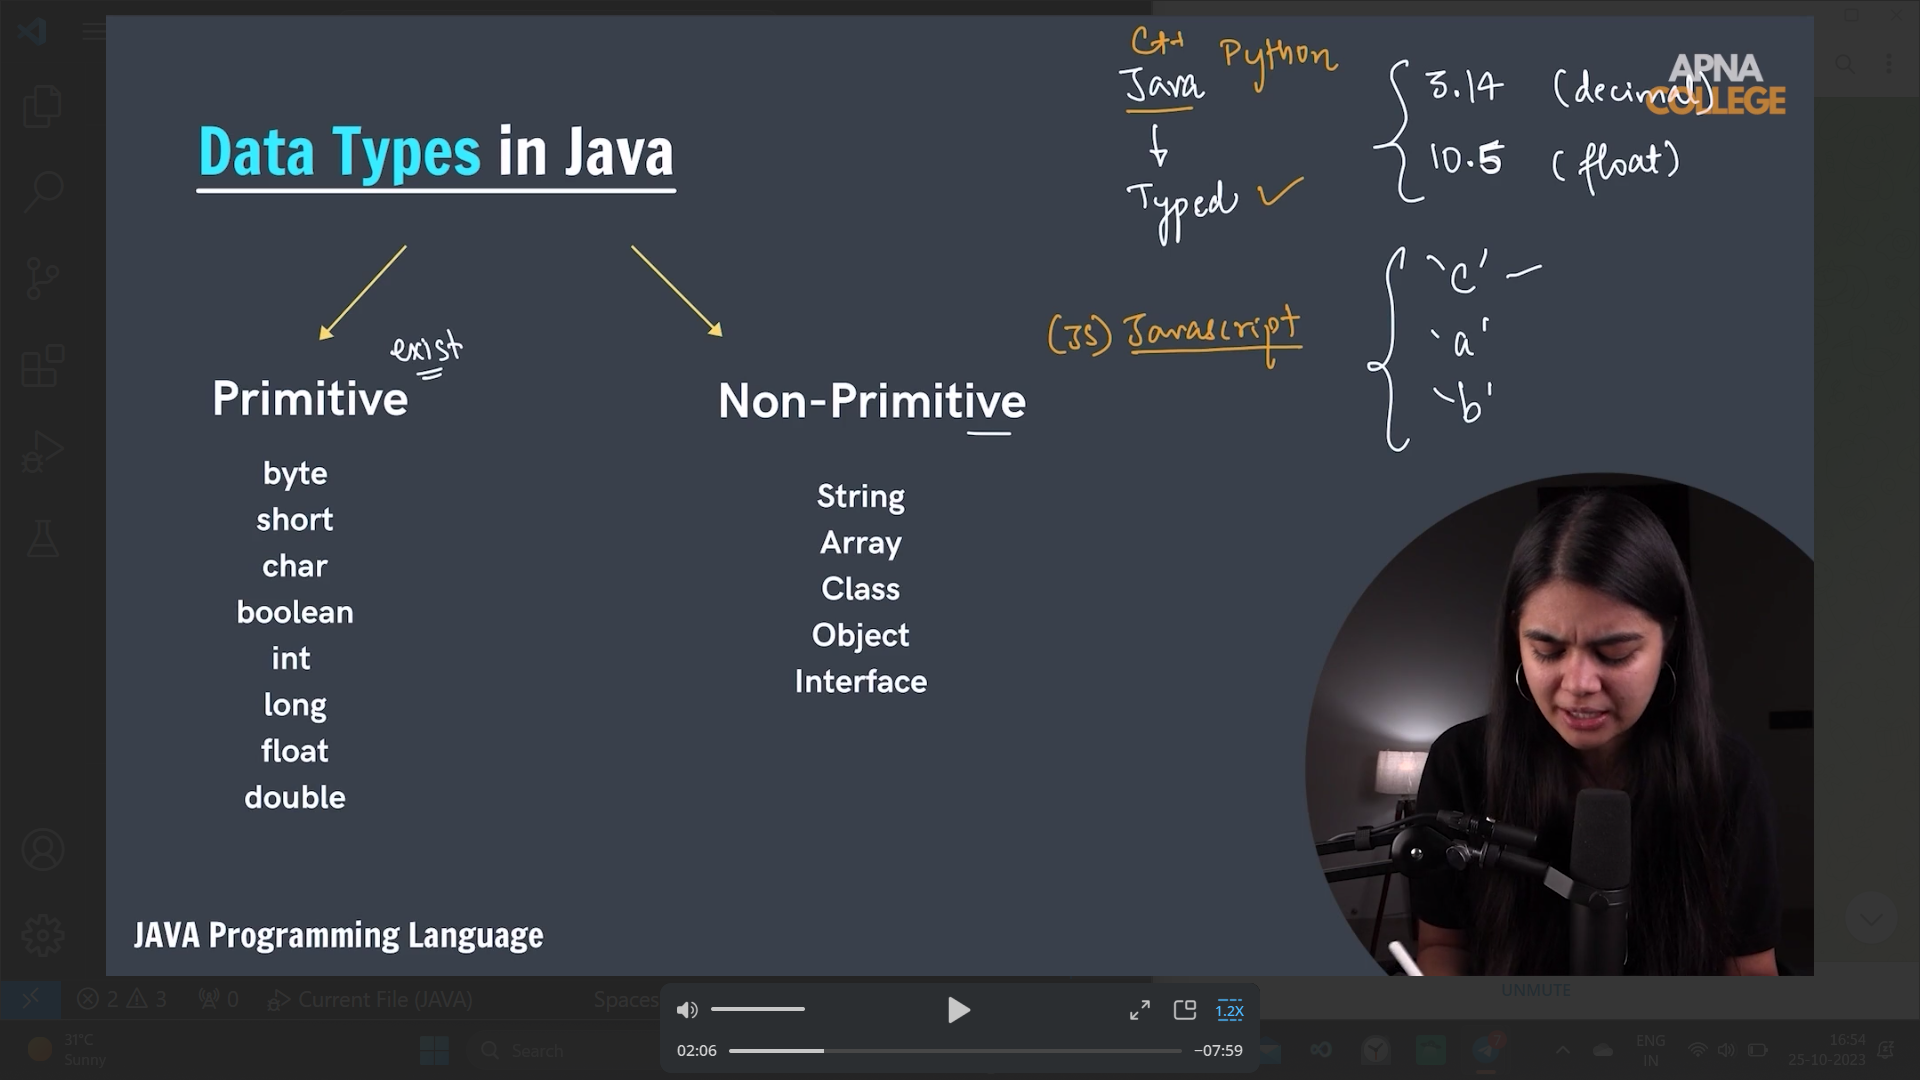 C++
Python
Java
Typed
3.14 (decimal)
10.5 (float)
APNA
COLLEGE
Data Types in Java
'c'
'a'
'b'
(JS) Javascript
exist
Primitive
Non-Primitive
byte
short
char
boolean
int
long
float
double
String
Array
Class
Object
Interface
JAVA Programming Language
2 3 0 Current File (JAVA) Spaces
UNMUTE
1.2X
02:06 −07:59
31°C
Sunny
Search
ENG
IN
16:54
25-10-2023